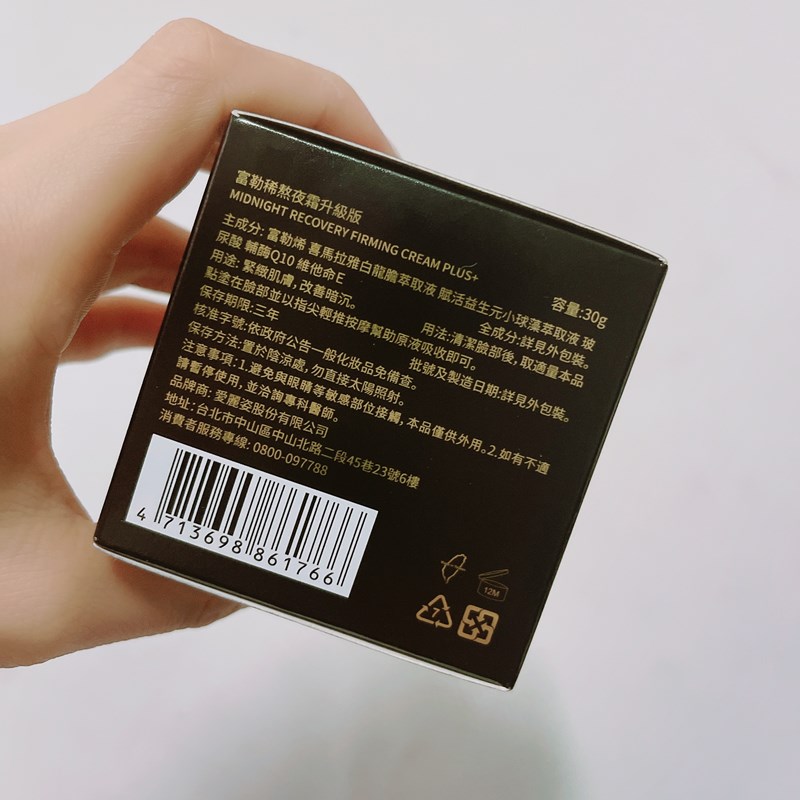 富勒稀熬夜霜升級版
MIDNIGHT RECOVERY FIRMING CREAM PLUS+
容量:30g
主成分: 富勒烯 喜馬拉雅白龍膽萃取液 賦活益生元小球藻萃取液 玻
尿酸 輔酶Q10 維他命E 全成分:詳見外包裝。
用途: 緊緻肌膚, 改善暗沉。 用法:清潔臉部後, 取適量本品
點塗在臉部並以指尖輕推按摩幫助原液吸收即可。
保存期限:三年 批號及製造日期:詳見外包裝。
核准字號:依政府公告一般化妝品免備查。
保存方法:置於陰涼處, 勿直接太陽照射。
注意事項:1.避免與眼睛等敏感部位接觸, 本品僅供外用。2.如有不適
請暫停使用, 並洽詢專科醫師。
品牌商: 愛麗姿股份有限公司
地址: 台北市中山區中山北路二段45巷23號6樓
消費者服務專線: 0800-097788
4 713698 861766
12M
7